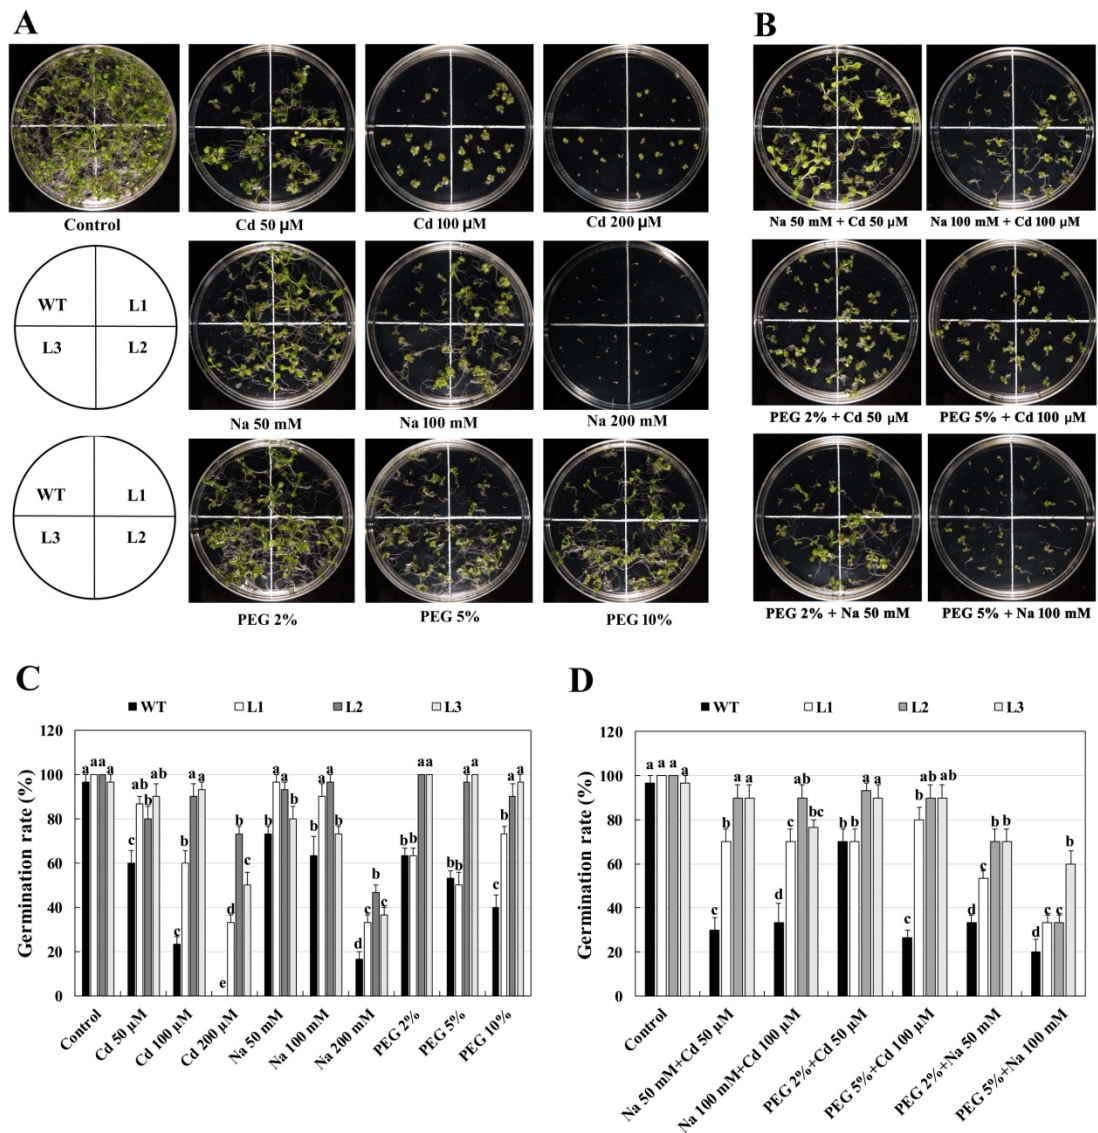 A
B
Control
Cd 50 µM
Cd 100 µM
Cd 200 µM
Na 50 mM + Cd 50 µM
Na 100 mM + Cd 100 µM
WT
L1
L3
L2
Na 50 mM
Na 100 mM
Na 200 mM
PEG 2% + Cd 50 µM
PEG 5% + Cd 100 µM
WT
L1
L3
L2
PEG 2%
PEG 5%
PEG 10%
PEG 2% + Na 50 mM
PEG 5% + Na 100 mM
C
WT
L1
L2
L3
Germination rate (%)
120
100
80
60
40
20
0
a a a a
c ab b ab
c b a a
e d b c
b a a b
b a a b
d c b c
b b a a
b b a a
c b a a
Control
Cd 50 µM
Cd 100 µM
Cd 200 µM
Na 50 mM
Na 100 mM
Na 200 mM
PEG 2%
PEG 5%
PEG 10%
D
WT
L1
L2
L3
Germination rate (%)
120
100
80
60
40
20
0
a a a a
c b a a
d c ab bc
b b a a
c b ab ab
d c b b
d c c b
Control
Na 50 mM+Cd 50 µM
Na 100 mM+Cd 100 µM
PEG 2%+Cd 50 µM
PEG 5%+Cd 100 µM
PEG 2%+Na 50 mM
PEG 5%+Na 100 mM